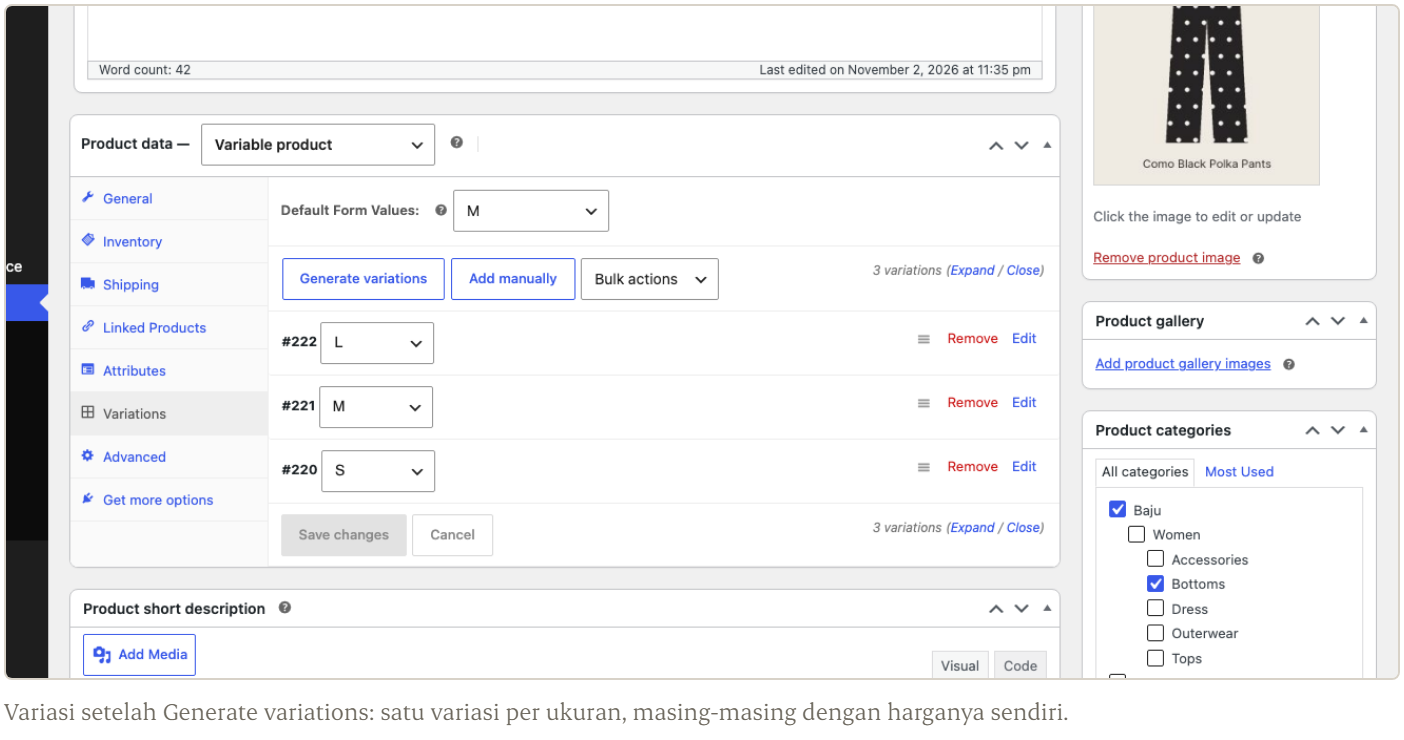 Word count: 42
Last edited on November 2, 2026 at 11:35 pm
Product data —
Variable product
General
Inventory
Shipping
Linked Products
Attributes
Variations
Advanced
Get more options
Default Form Values:
M
Generate variations
Add manually
Bulk actions
3 variations (Expand / Close)
#222
L
Remove
Edit
#221
M
Remove
Edit
#220
S
Remove
Edit
Save changes
Cancel
3 variations (Expand / Close)
Product short description
Add Media
Visual
Code
ce
Como Black Polka Pants
Click the image to edit or update
Remove product image
Product gallery
Add product gallery images
Product categories
All categories
Most Used
Baju
Women
Accessories
Bottoms
Dress
Outerwear
Tops
Variasi setelah Generate variations: satu variasi per ukuran, masing-masing dengan harganya sendiri.